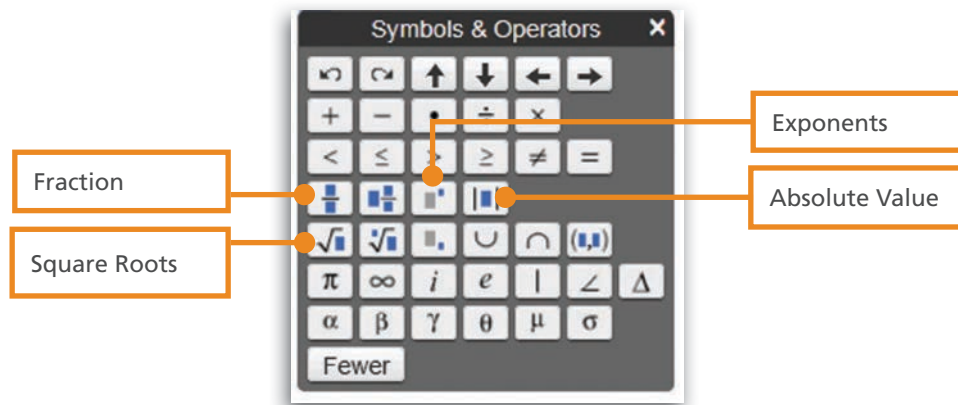 Symbols & Operators ×
+ − • ÷ ×
< ≤ > ≥ ≠ =
Exponents
Fraction
Absolute Value
Square Roots
√ √ ∪ ∩ (,)
π ∞ i e | ∠ Δ
α β γ θ μ σ
Fewer